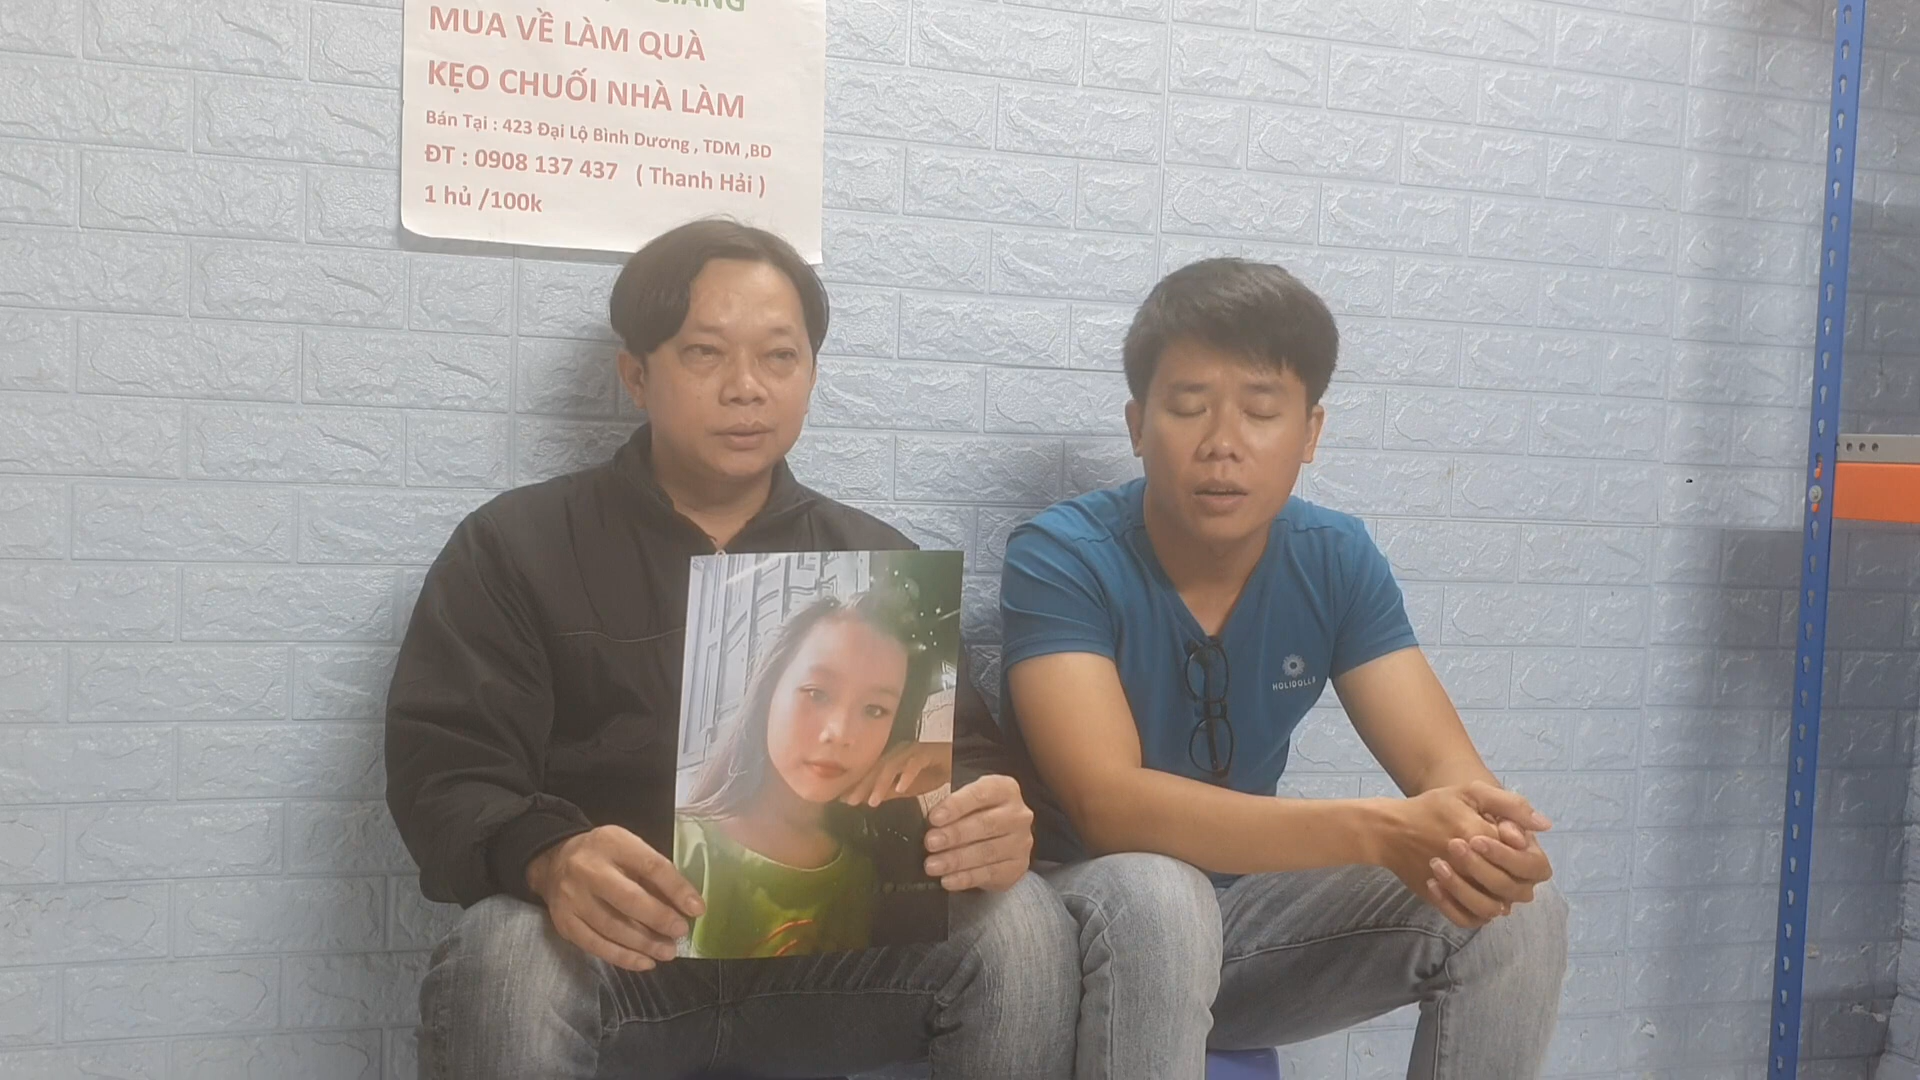 MUA VỀ LÀM QUÀ
KẸO CHUỐI NHÀ LÀM
Bán Tại : 423 Đại Lộ Bình Dương , TDM ,BD
ĐT : 0908 137 437 ( Thanh Hải )
1 hủ /100k
HOLIDOLLS